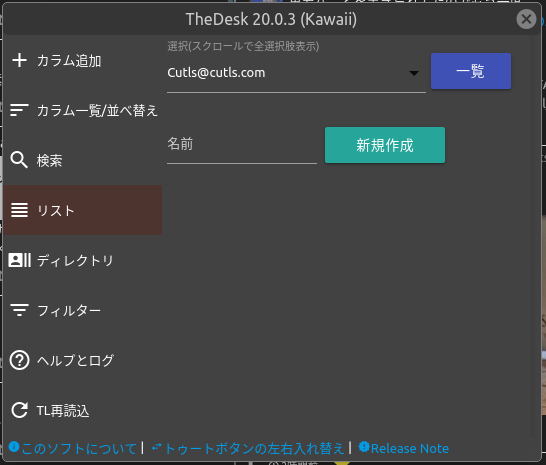 TheDesk 20.0.3 (Kawaii)
カラム追加
カラム一覧/並べ替え
検索
リスト
ディレクトリ
フィルター
ヘルプとログ
TL再読込
選択(スクロールで全選択肢表示)
Cutls@cutls.com
一覧
名前
新規作成
このソフトについて | トゥートボタンの左右入れ替え | Release Note